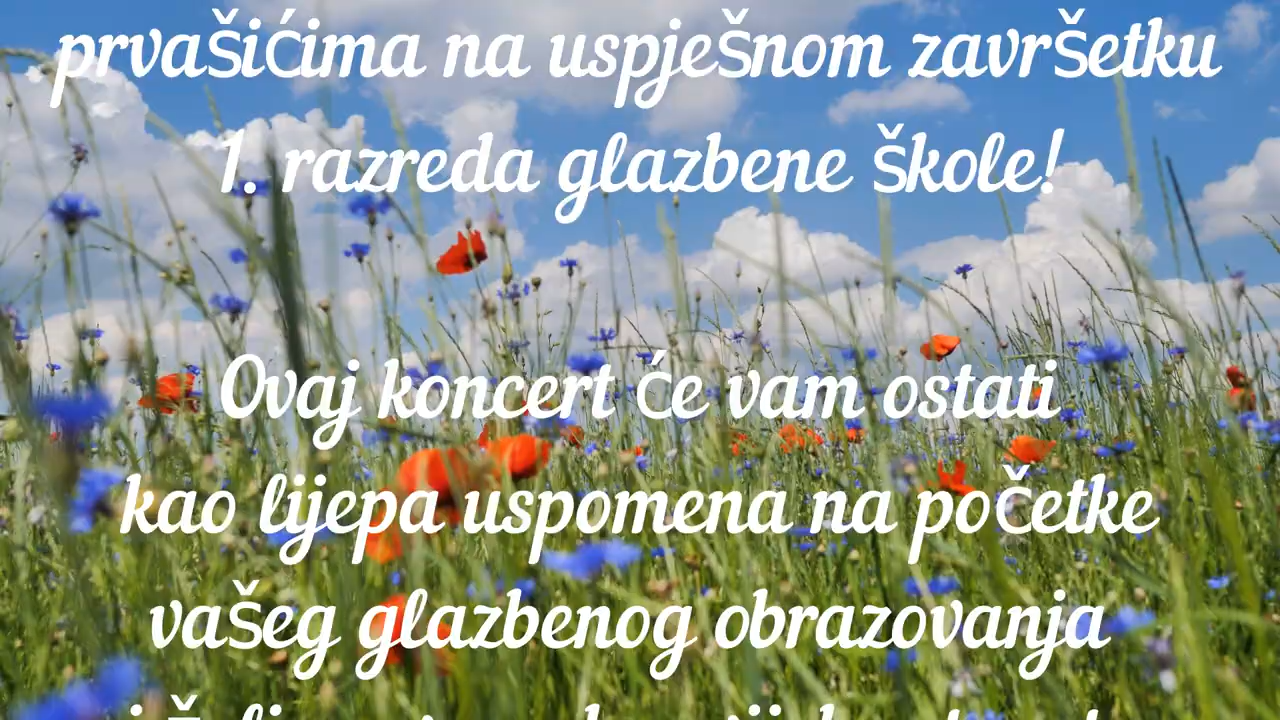 prvašićima na uspješnom završetku
1. razreda glazbene škole!
Ovaj koncert će vam ostati
kao lijepa uspomena na početke
vašeg glazbenog obrazovanja